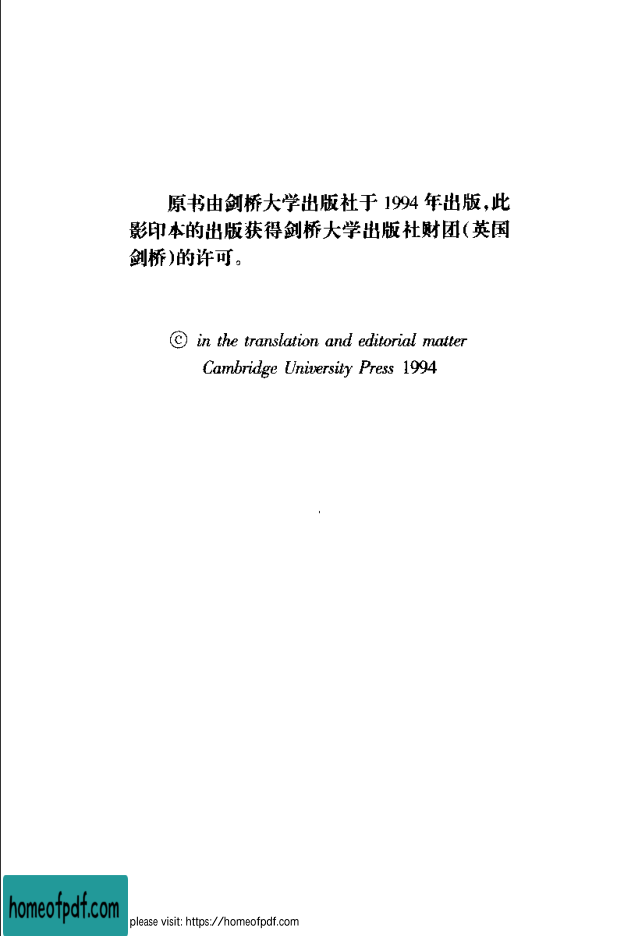 原书由剑桥大学出版社于 1994 年出版，此
影印本的出版获得剑桥大学出版社财团（英国
剑桥）的许可。
© in the translation and editorial matter
Cambridge University Press 1994
homeofpdf.com
please visit: https://homeofpdf.com